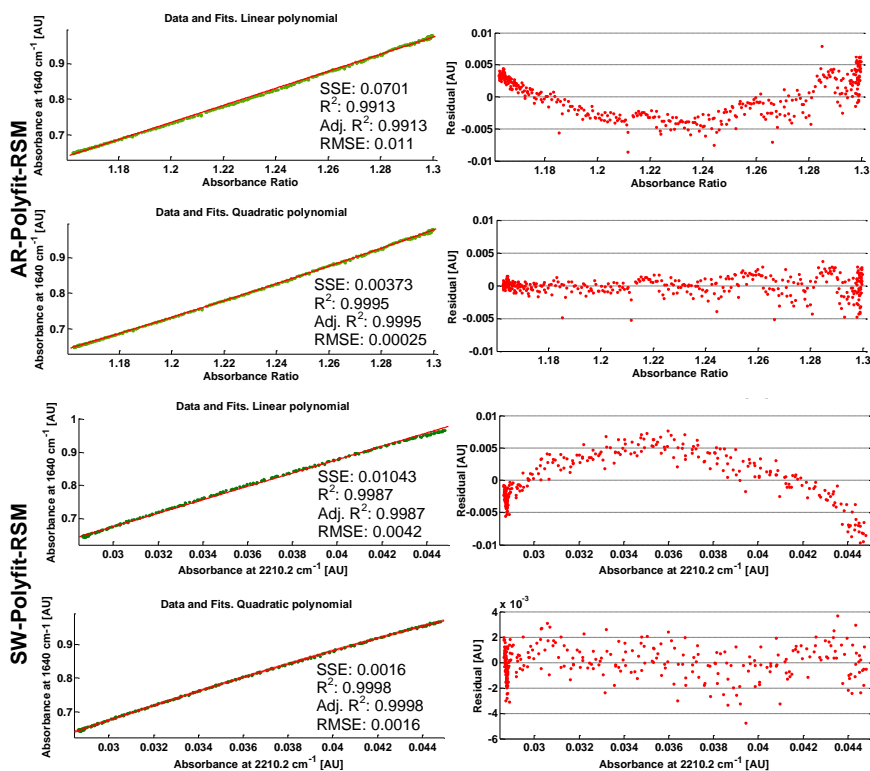 AR-Polyfit-RSM
Data and Fits. Linear polynomial
Absorbance at 1640 cm⁻¹ [AU]
0.9
0.8
0.7
SSE: 0.0701
R²: 0.9913
Adj. R²: 0.9913
RMSE: 0.011
1.18 1.2 1.22 1.24 1.26 1.28 1.3
Absorbance Ratio
Residual [AU]
0.01
0.005
0
-0.005
-0.01
1.18 1.2 1.22 1.24 1.26 1.28 1.3
Absorbance Ratio
Data and Fits. Quadratic polynomial
Absorbance at 1640 cm⁻¹ [AU]
0.9
0.8
0.7
SSE: 0.00373
R²: 0.9995
Adj. R²: 0.9995
RMSE: 0.00025
1.18 1.2 1.22 1.24 1.26 1.28 1.3
Absorbance Ratio
Residual [AU]
0.01
0.005
0
-0.005
-0.01
1.18 1.2 1.22 1.24 1.26 1.28 1.3
Absorbance Ratio
SW-Polyfit-RSM
Data and Fits. Linear polynomial
Absorbance at 1640 cm⁻¹ [AU]
1
0.9
0.8
0.7
SSE: 0.01043
R²: 0.9987
Adj. R²: 0.9987
RMSE: 0.0042
0.03 0.032 0.034 0.036 0.038 0.04 0.042 0.044
Absorbance at 2210.2 cm⁻¹ [AU]
Residual [AU]
0.01
0.005
0
-0.005
-0.01
0.03 0.032 0.034 0.036 0.038 0.04 0.042 0.044
Absorbance at 2210.2 cm⁻¹ [AU]
Data and Fits. Quadratic polynomial
Absorbance at 1640 cm-1 [AU]
0.9
0.8
0.7
SSE: 0.0016
R²: 0.9998
Adj. R²: 0.9998
RMSE: 0.0016
0.03 0.032 0.034 0.036 0.038 0.04 0.042 0.044
Absorbance at 2210.2 cm⁻¹ [AU]
x 10⁻³
Residual [AU]
4
2
0
-2
-4
-6
0.03 0.032 0.034 0.036 0.038 0.04 0.042 0.044
Absorbance at 2210.2 cm⁻¹ [AU]